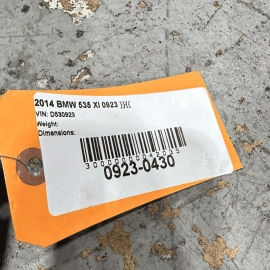 2014 BMW 535 XI 0923 )H(
VIN: D530923
Weight:
Dimensions:
0923-0430